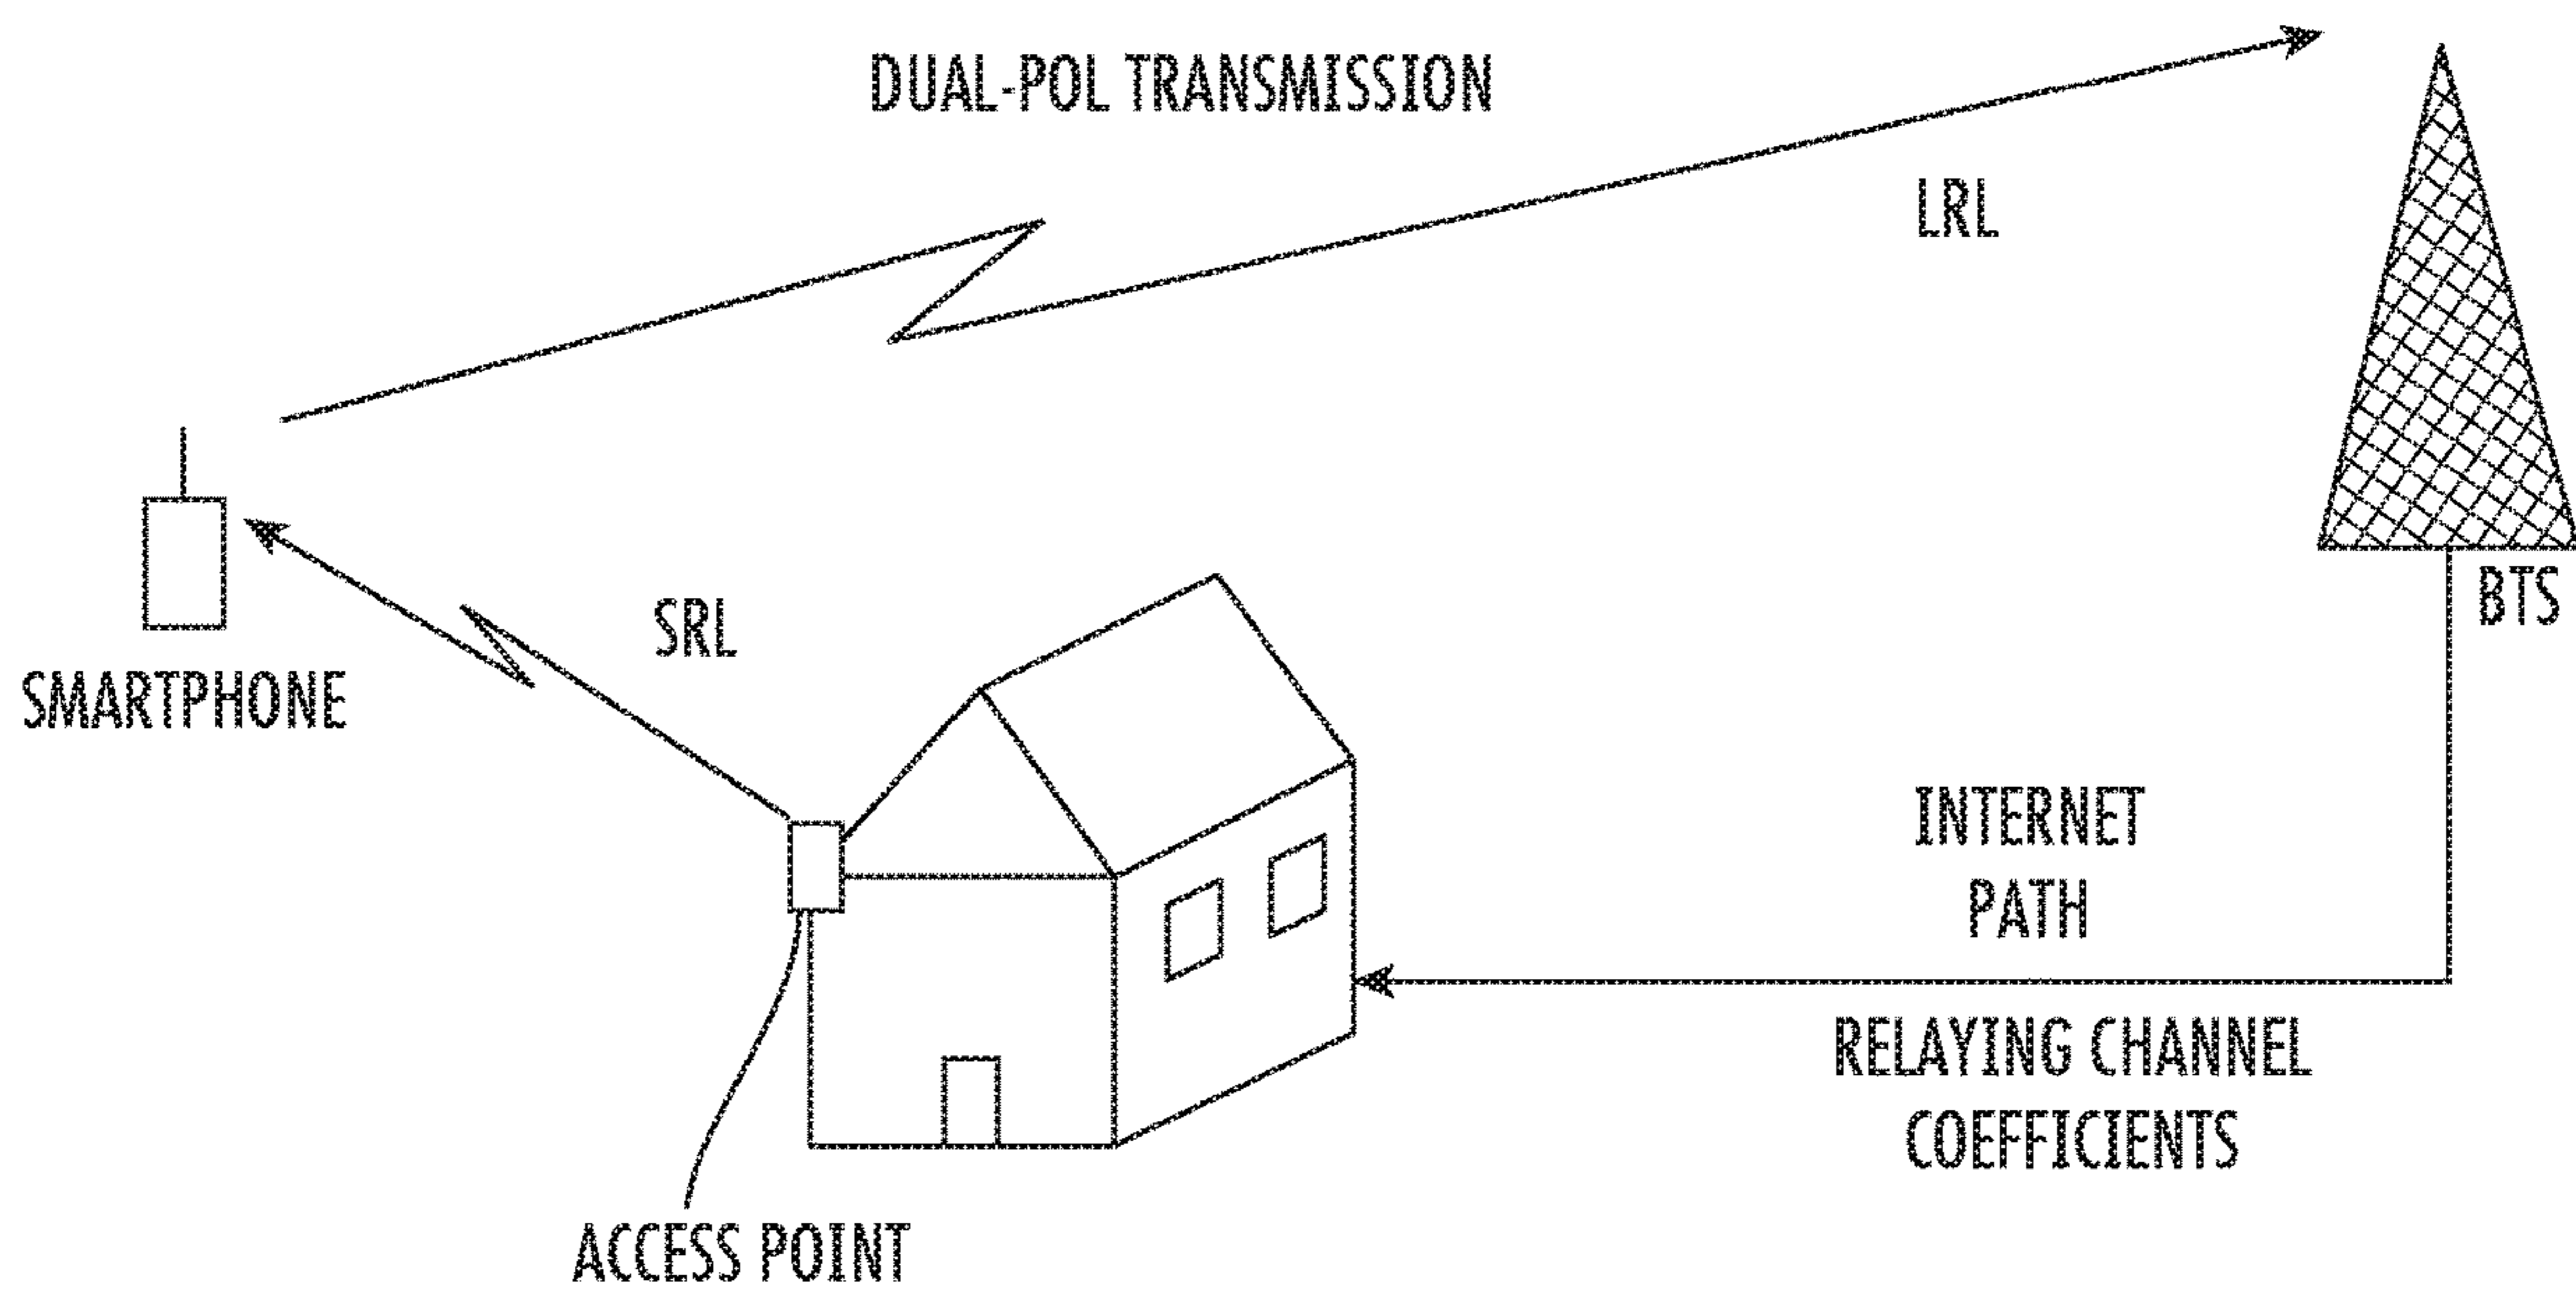 DUAL-POL TRANSMISSION
LRL
BTS
SRL
SMARTPHONE
INTERNET
PATH
RELAYING CHANNEL
COEFFICIENTS
ACCESS POINT